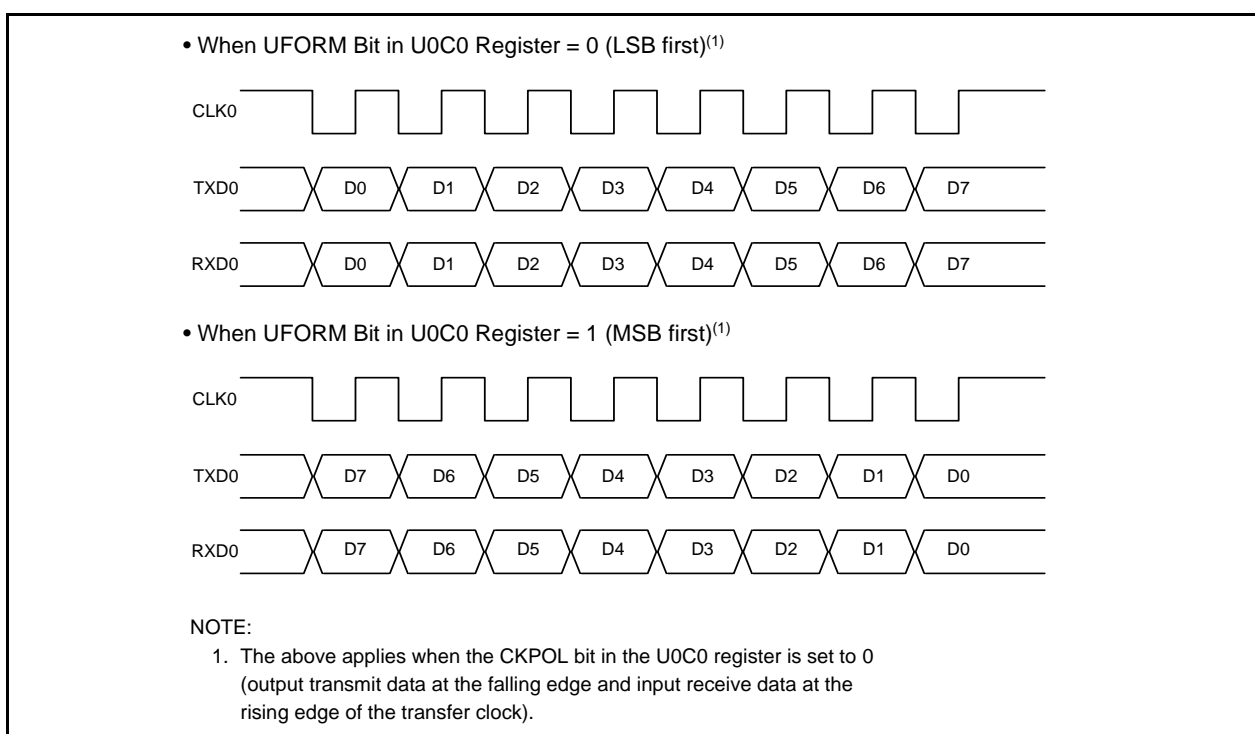 • When UFORM Bit in U0C0 Register = 0 (LSB first)(1)
CLK0
TXD0 D0 D1 D2 D3 D4 D5 D6 D7
RXD0 D0 D1 D2 D3 D4 D5 D6 D7
• When UFORM Bit in U0C0 Register = 1 (MSB first)(1)
CLK0
TXD0 D7 D6 D5 D4 D3 D2 D1 D0
RXD0 D7 D6 D5 D4 D3 D2 D1 D0
NOTE:
1. The above applies when the CKPOL bit in the U0C0 register is set to 0
(output transmit data at the falling edge and input receive data at the
rising edge of the transfer clock).